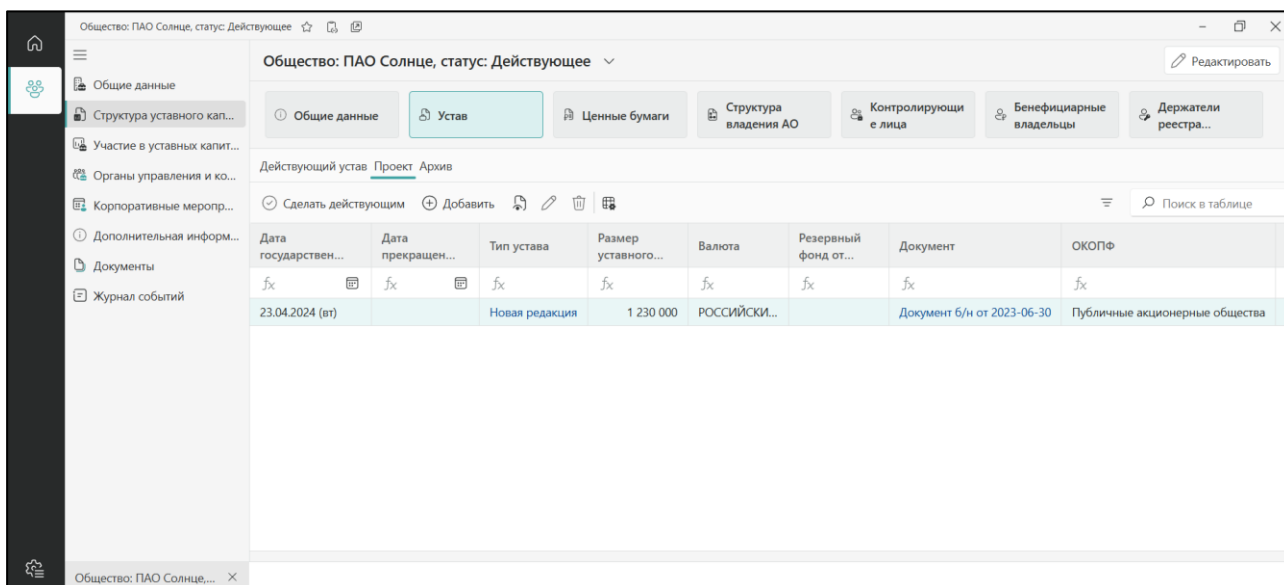 Общество: ПАО Солнце, статус: Действующее
Общество: ПАО Солнце, статус: Действующее
Редактировать
Общие данные
Структура уставного кап...
Участие в уставных капит...
Органы управления и ко...
Корпоративные меропр...
Дополнительная информ...
Документы
Журнал событий
Общие данные
Устав
Ценные бумаги
Структура
владения АО
Контролирующи
е лица
Бенефициарные
владельцы
Держатели
реестра...
Действующий устав Проект Архив
Сделать действующим Добавить
Поиск в таблице
Дата
государствен...
Дата
прекращен...
Тип устава
Размер
уставного...
Валюта
Резервный
фонд от...
Документ
ОКОПФ
fx fx fx fx fx fx fx fx
23.04.2024 (вт) Новая редакция 1 230 000 РОССИЙСКИ... Документ б/н от 2023-06-30 Публичные акционерные общества
Общество: ПАО Солнце,...